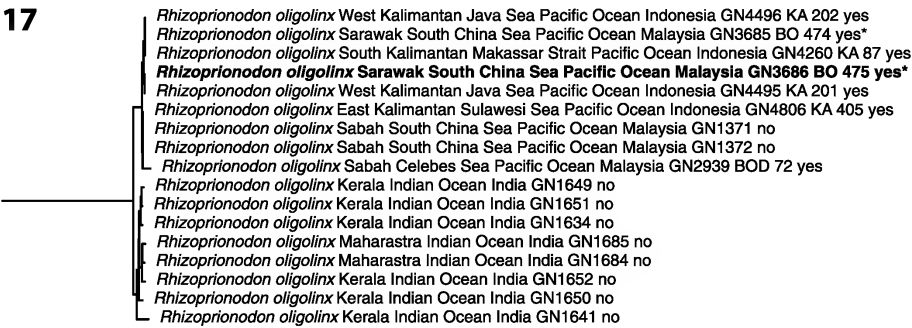 17
Rhizoprionodon oligolinx West Kalimantan Java Sea Pacific Ocean Indonesia GN4496 KA 202 yes
Rhizoprionodon oligolinx Sarawak South China Sea Pacific Ocean Malaysia GN3685 BO 474 yes*
Rhizoprionodon oligolinx South Kalimantan Makassar Strait Pacific Ocean Indonesia GN4260 KA 87 yes
Rhizoprionodon oligolinx Sarawak South China Sea Pacific Ocean Malaysia GN3686 BO 475 yes*
Rhizoprionodon oligolinx West Kalimantan Java Sea Pacific Ocean Indonesia GN4495 KA 201 yes
Rhizoprionodon oligolinx East Kalimantan Sulawesi Sea Pacific Ocean Indonesia GN4806 KA 405 yes
Rhizoprionodon oligolinx Sabah South China Sea Pacific Ocean Malaysia GN1371 no
Rhizoprionodon oligolinx Sabah South China Sea Pacific Ocean Malaysia GN1372 no
Rhizoprionodon oligolinx Sabah Celebes Sea Pacific Ocean Malaysia GN2939 BOD 72 yes
Rhizoprionodon oligolinx Kerala Indian Ocean India GN1649 no
Rhizoprionodon oligolinx Kerala Indian Ocean India GN1651 no
Rhizoprionodon oligolinx Kerala Indian Ocean India GN1634 no
Rhizoprionodon oligolinx Maharastra Indian Ocean India GN1685 no
Rhizoprionodon oligolinx Maharastra Indian Ocean India GN1684 no
Rhizoprionodon oligolinx Kerala Indian Ocean India GN1652 no
Rhizoprionodon oligolinx Kerala Indian Ocean India GN1650 no
Rhizoprionodon oligolinx Kerala Indian Ocean India GN1641 no